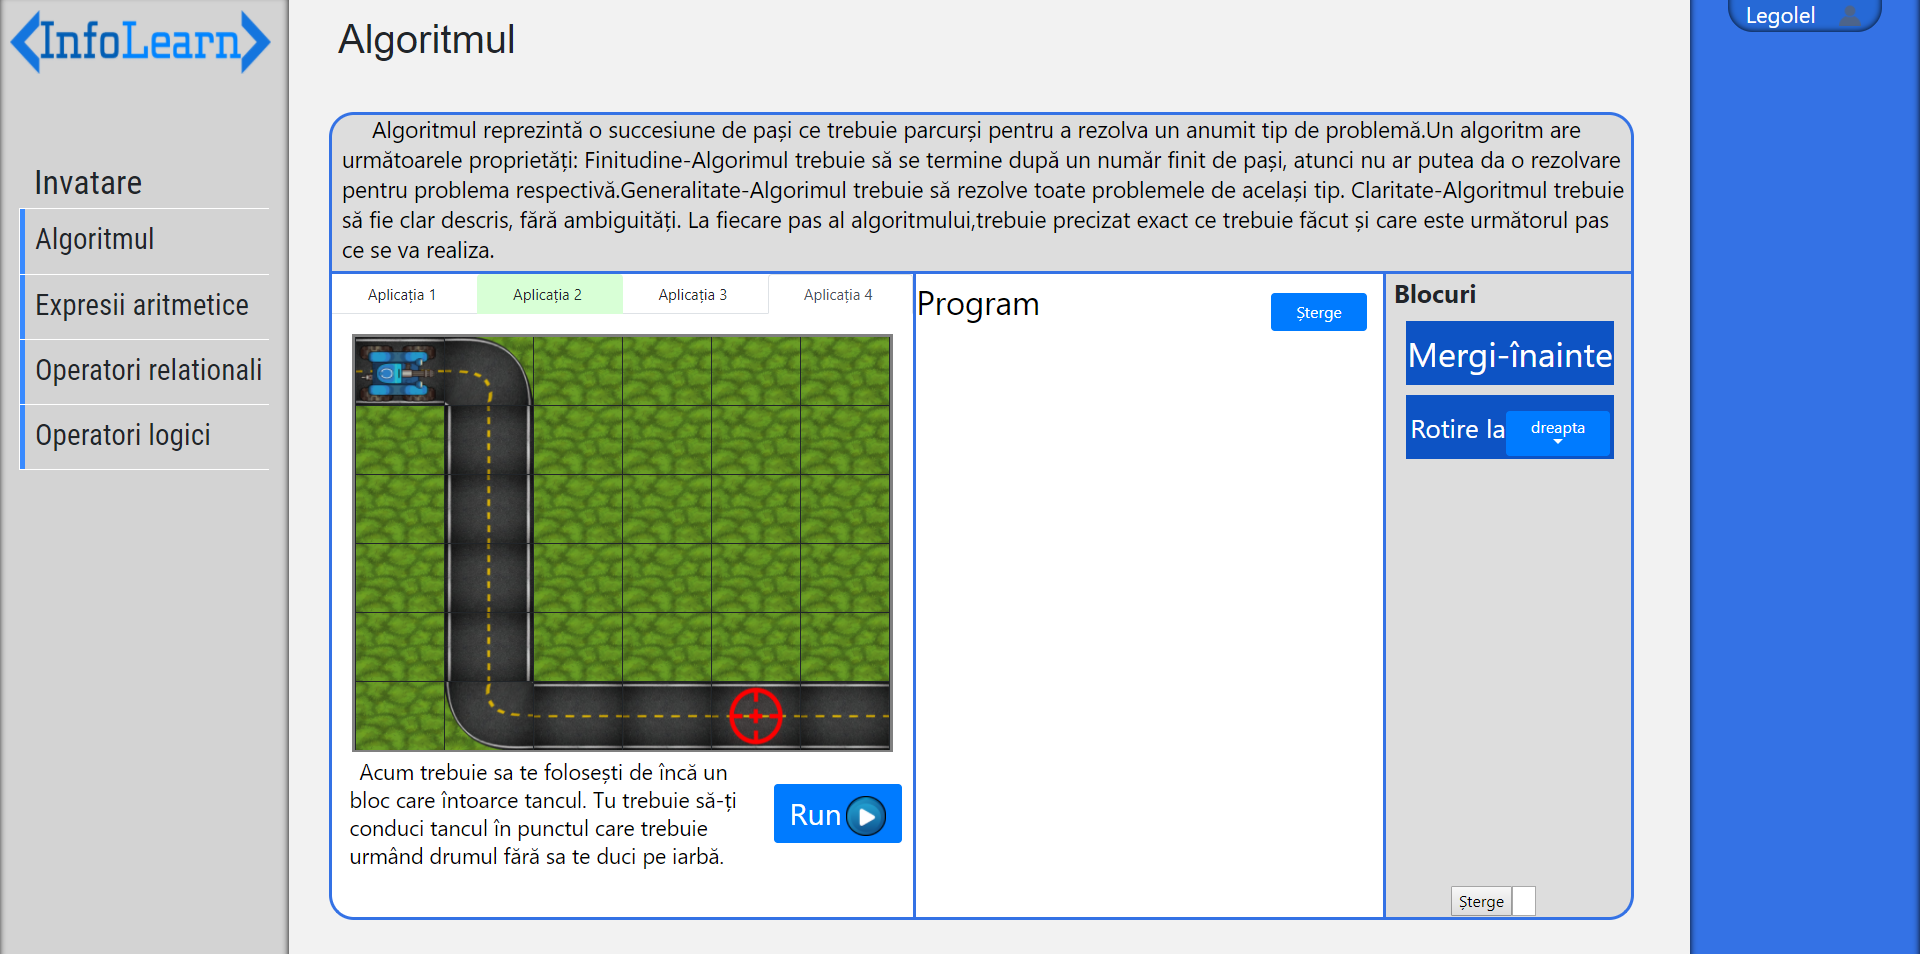 InfoLearn
Legolel
Algoritmul
Invatare
Algoritmul
Expresii aritmetice
Operatori relationali
Operatori logici
Algoritmul reprezintă o succesiune de pași ce trebuie parcurși pentru a rezolva un anumit tip de problemă.Un algoritm are
următoarele proprietăți: Finitudine-Algorimul trebuie să se termine după un număr finit de pași, atunci nu ar putea da o rezolvare
pentru problema respectivă.Generalitate-Algorimul trebuie să rezolve toate problemele de același tip. Claritate-Algoritmul trebuie
să fie clar descris, fără ambiguități. La fiecare pas al algoritmului,trebuie precizat exact ce trebuie făcut și care este următorul pas
ce se va realiza.
Aplicația 1
Aplicația 2
Aplicația 3
Aplicația 4
Acum trebuie sa te folosești de încă un
bloc care întoarce tancul. Tu trebuie să-ți
conduci tancul în punctul care trebuie
urmând drumul fără sa te duci pe iarbă.
Run
Program
Șterge
Blocuri
Mergi-înainte
Rotire la dreapta
Șterge